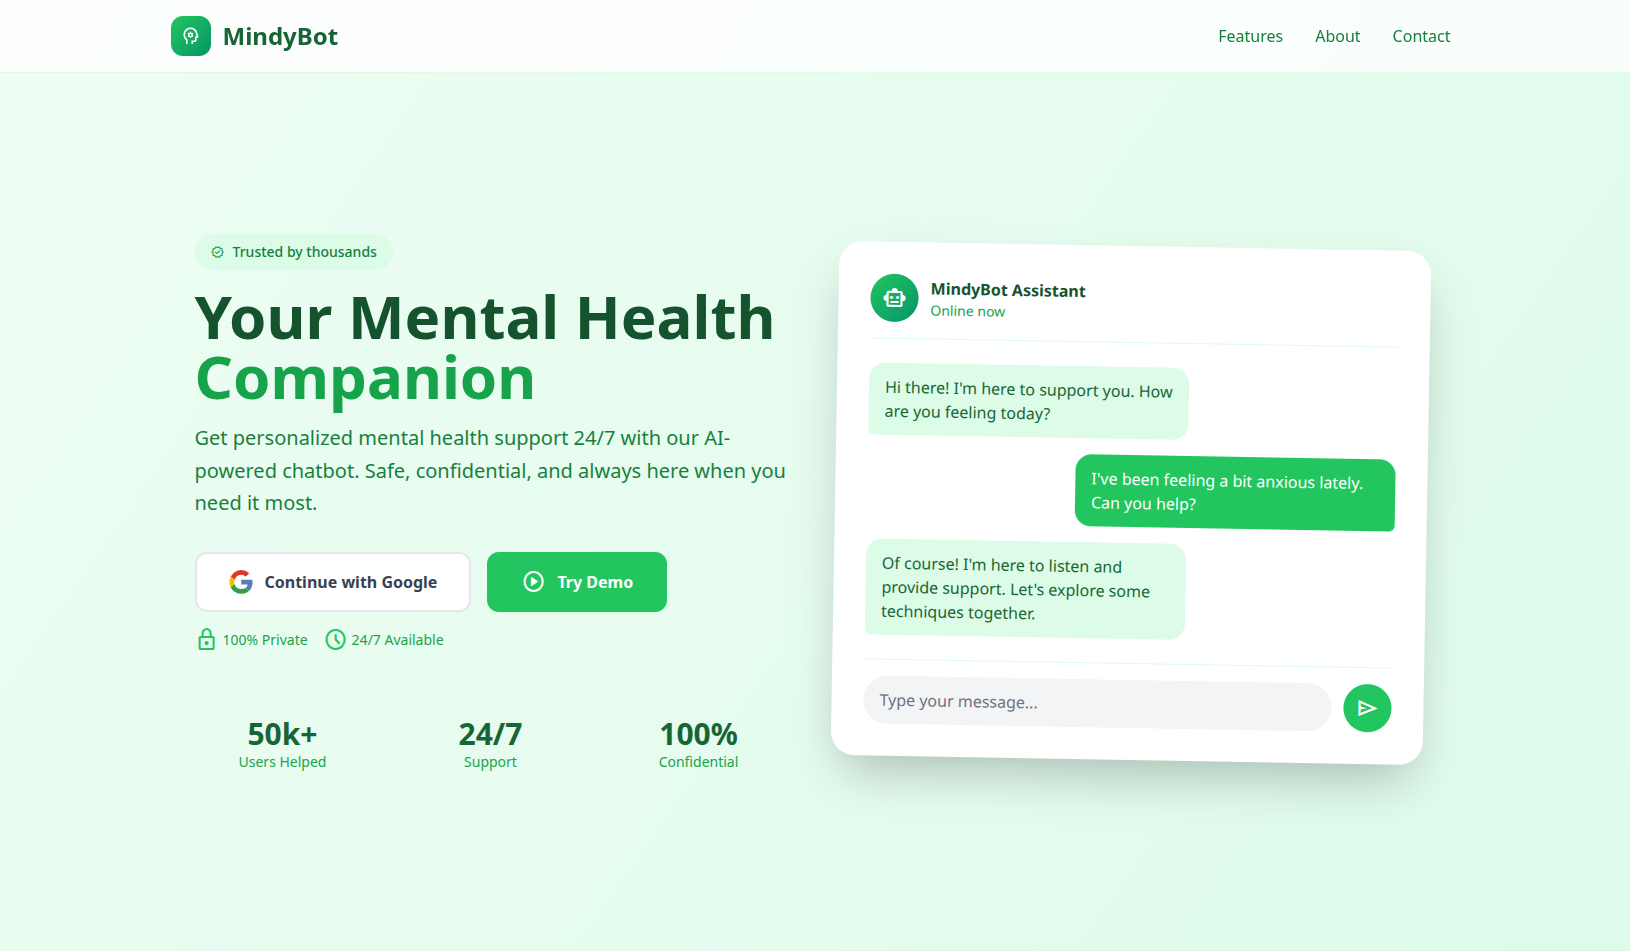 MindyBot
Features
About
Contact
Trusted by thousands
Your Mental Health
Companion
Get personalized mental health support 24/7 with our AI-
powered chatbot. Safe, confidential, and always here when you
need it most.
Continue with Google
Try Demo
100% Private
24/7 Available
50k+
Users Helped
24/7
Support
100%
Confidential
MindyBot Assistant
Online now
Hi there! I'm here to support you. How
are you feeling today?
I've been feeling a bit anxious lately.
Can you help?
Of course! I'm here to listen and
provide support. Let's explore some
techniques together.
Type your message...